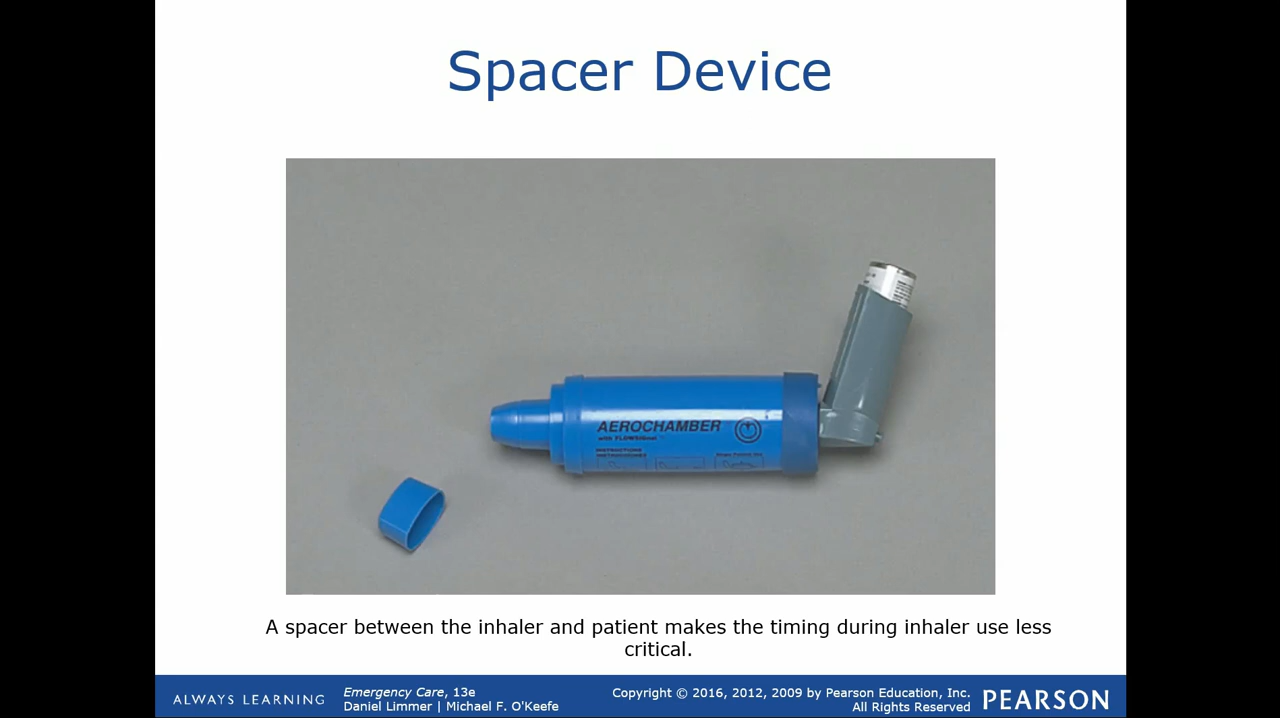 Spacer Device
AEROCHAMBER
A spacer between the inhaler and patient makes the timing during inhaler use less
critical.
ALWAYS LEARNING
Emergency Care, 13e
Daniel Limmer | Michael F. O'Keefe
Copyright © 2016, 2012, 2009 by Pearson Education, Inc.
All Rights Reserved
PEARSON